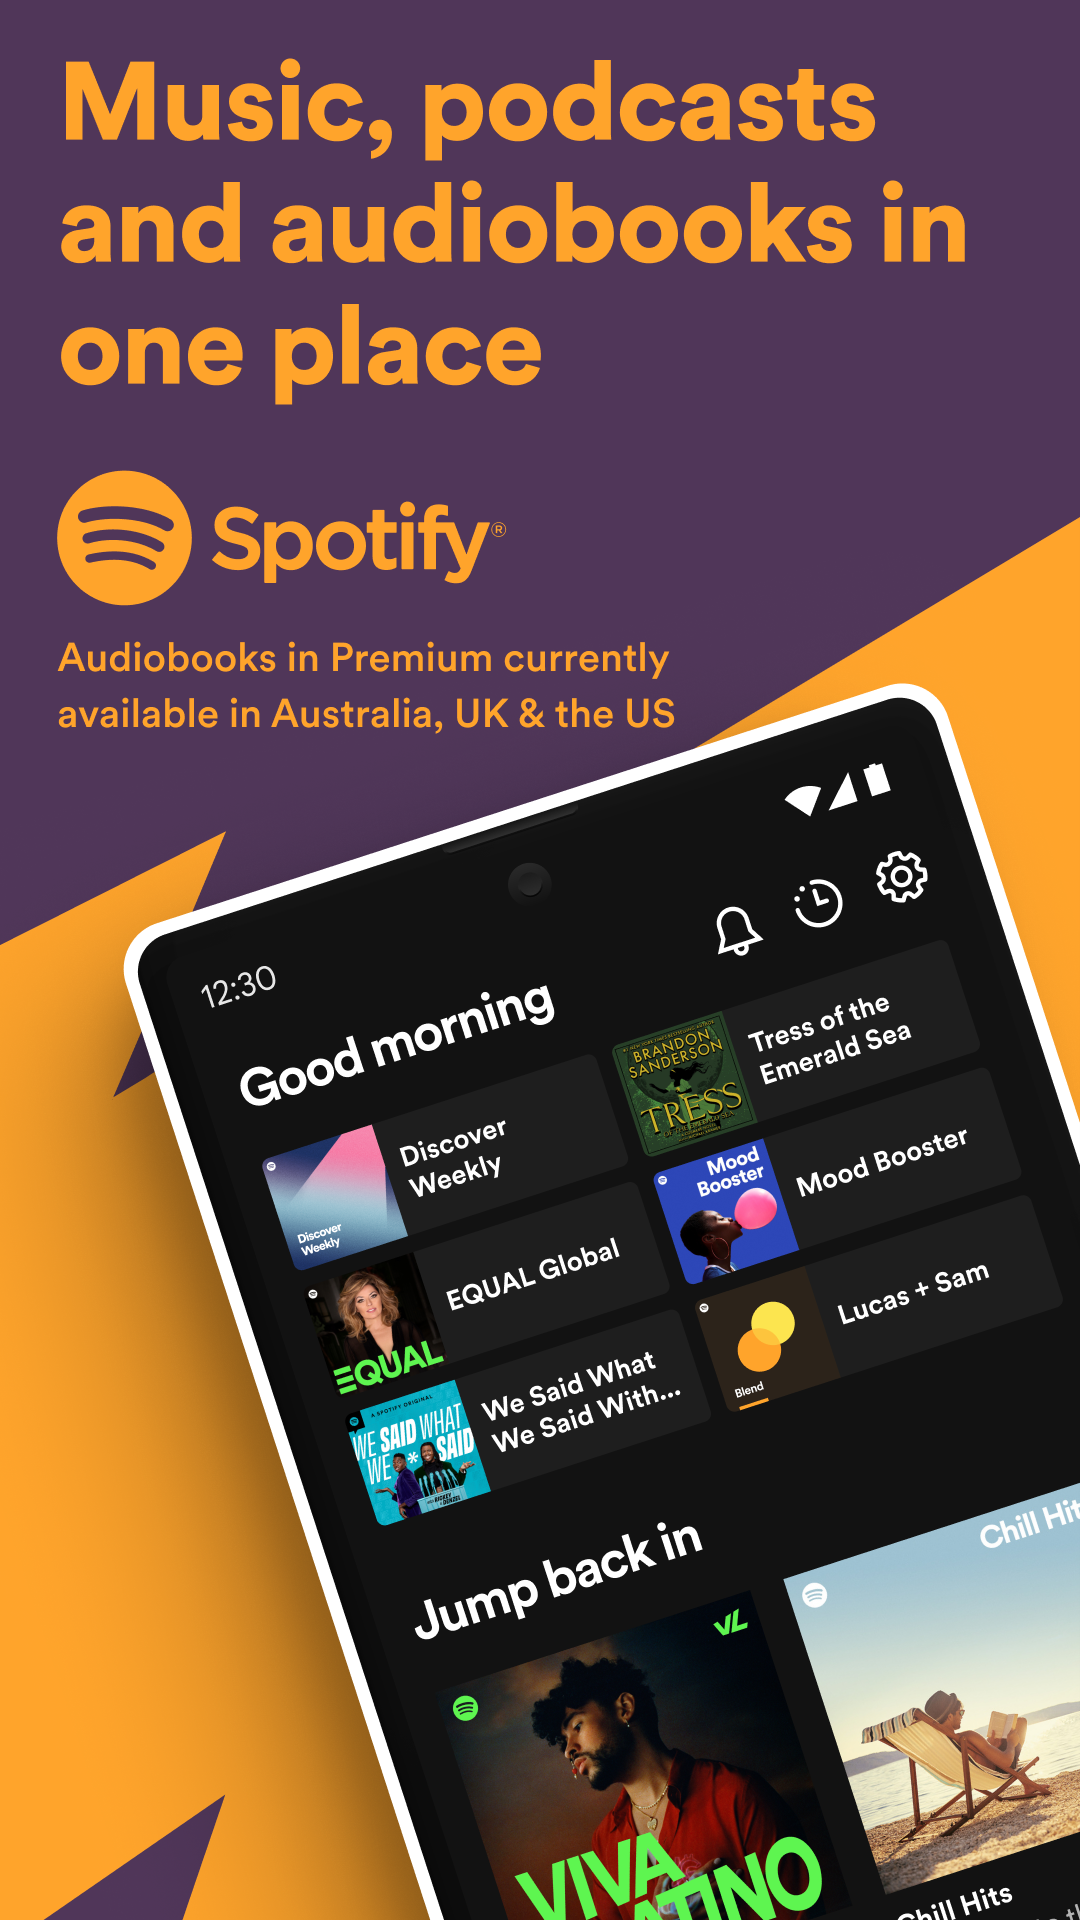 Music, podcasts
and audiobooks in
one place
Spotify®
Audiobooks in Premium currently
available in Australia, UK & the US
12:30
Good morning
Discover
Weekly
Discover
Weekly
BRANDON
SANDERSON
TRESS
Tress of the
Emerald Sea
EQUAL
EQUAL Global
Mood
Booster
Mood Booster
A SPOTIFY ORIGINAL
WE SAID WHAT
WE * SAID
We Said What
We Said With...
Blend
Lucas + Sam
Jump back in
VL
VIVA
LATINO
Chill Hits
Chill Hits